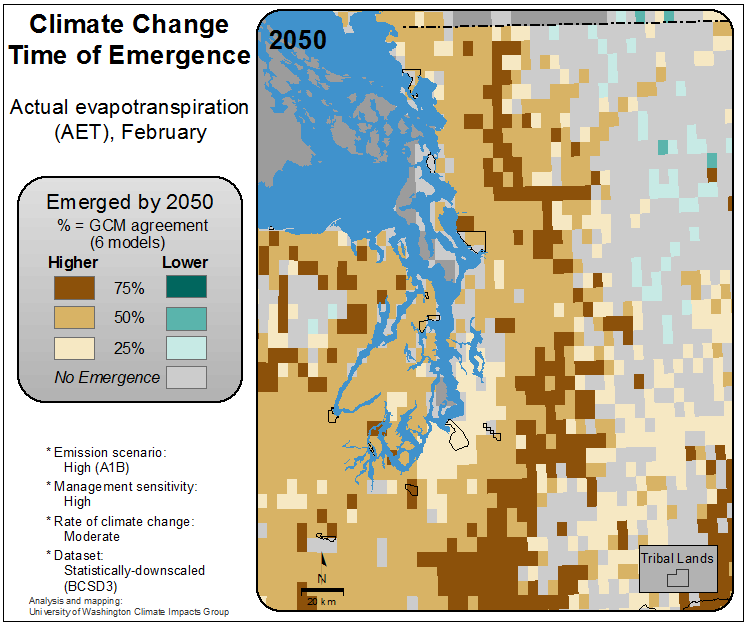 Climate Change
Time of Emergence
Actual evapotranspiration
(AET), February
Emerged by 2050
% = GCM agreement
(6 models)
Higher Lower
75%
50%
25%
No Emergence
* Emission scenario:
High (A1B)
* Management sensitivity:
High
* Rate of climate change:
Moderate
* Dataset:
Statistically-downscaled
(BCSD3)
Analysis and mapping:
University of Washington Climate Impacts Group
2050
N
20 km
Tribal Lands